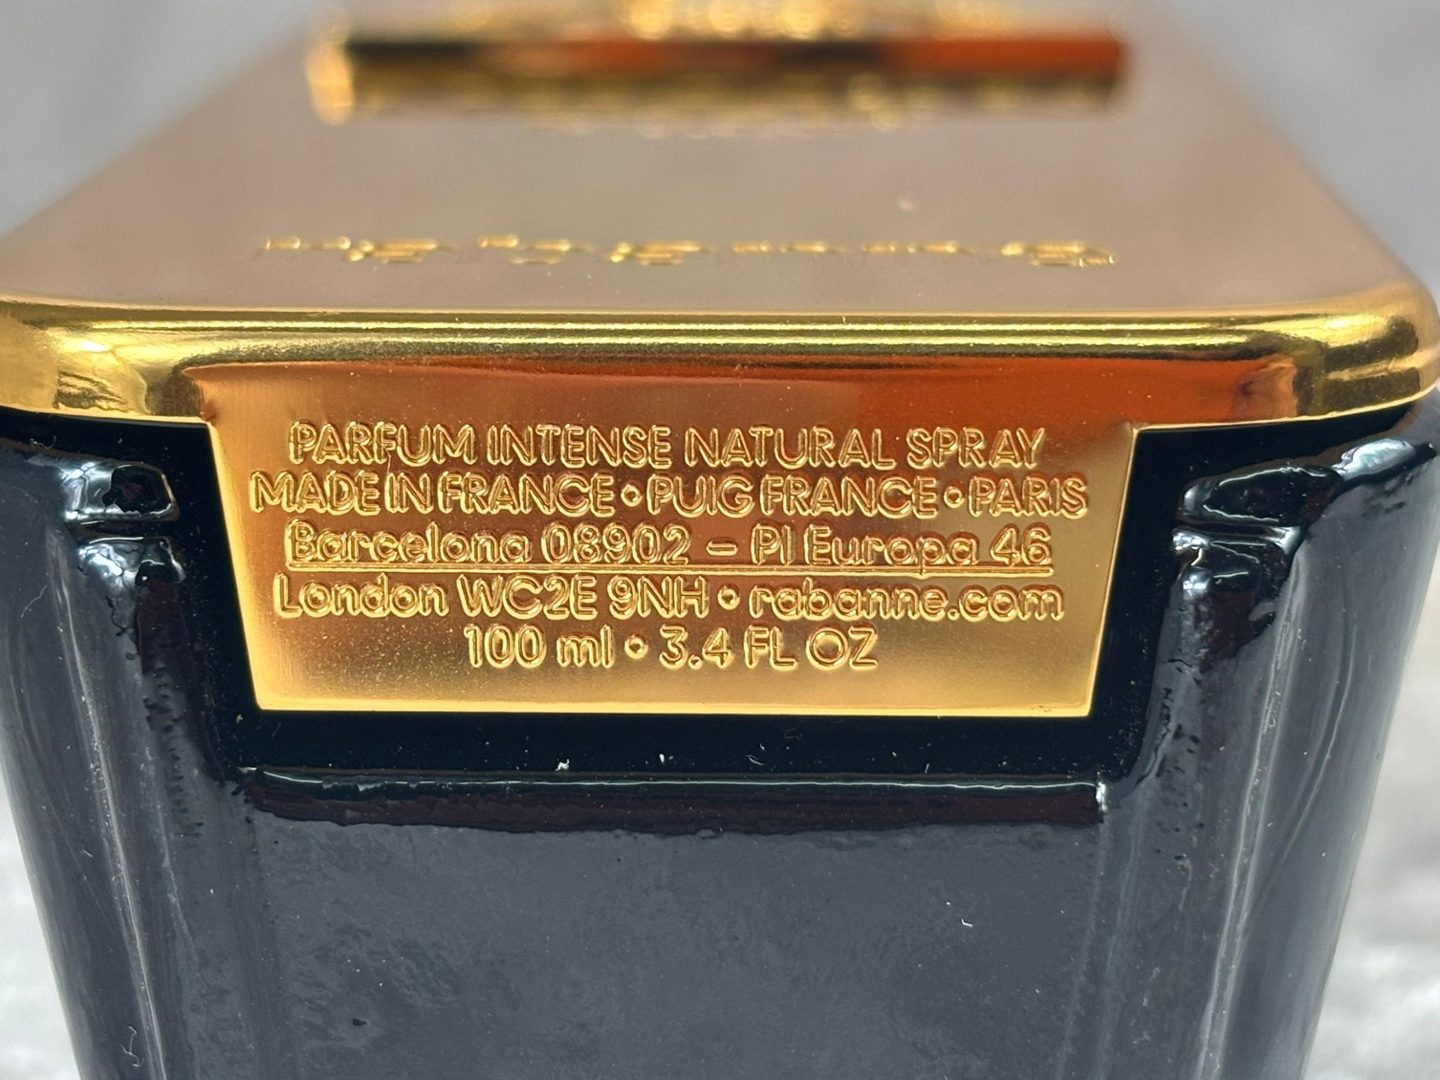 PARFUM INTENSE NATURAL SPRAY
MADE IN FRANCE • PUIG FRANCE • PARIS
Barcelona 08902 – Pl Europa 46
London WC2E 9NH • rabanne.com
100 ml • 3.4 FL OZ